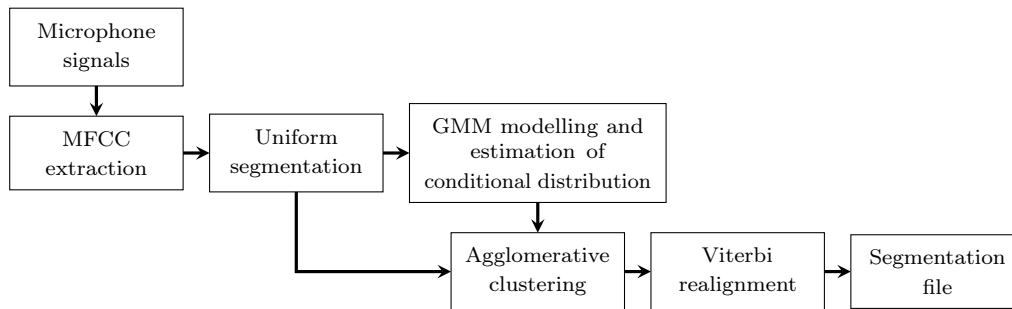 Microphone
signals
MFCC
extraction
Uniform
segmentation
GMM modelling and
estimation of
conditional distribution
Agglomerative
clustering
Viterbi
realignment
Segmentation
file